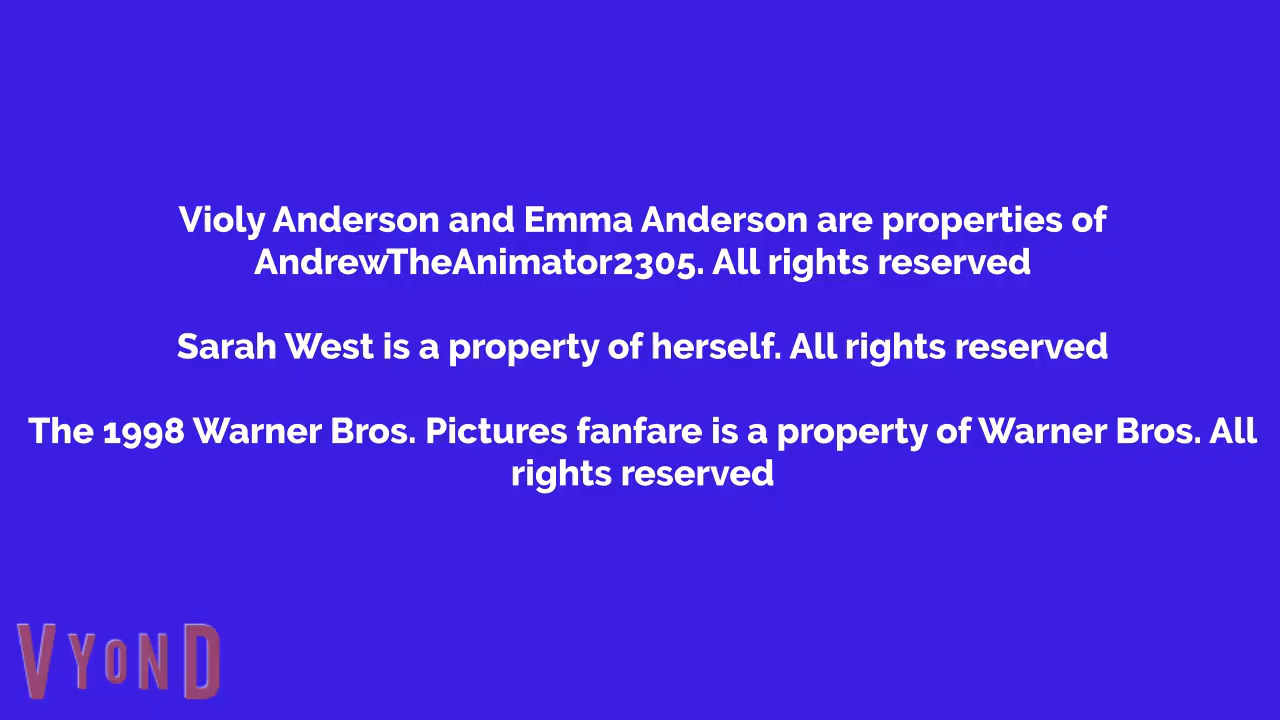 Violy Anderson and Emma Anderson are properties of
AndrewTheAnimator2305. All rights reserved
Sarah West is a property of herself. All rights reserved
The 1998 Warner Bros. Pictures fanfare is a property of Warner Bros. All
rights reserved
VYOND